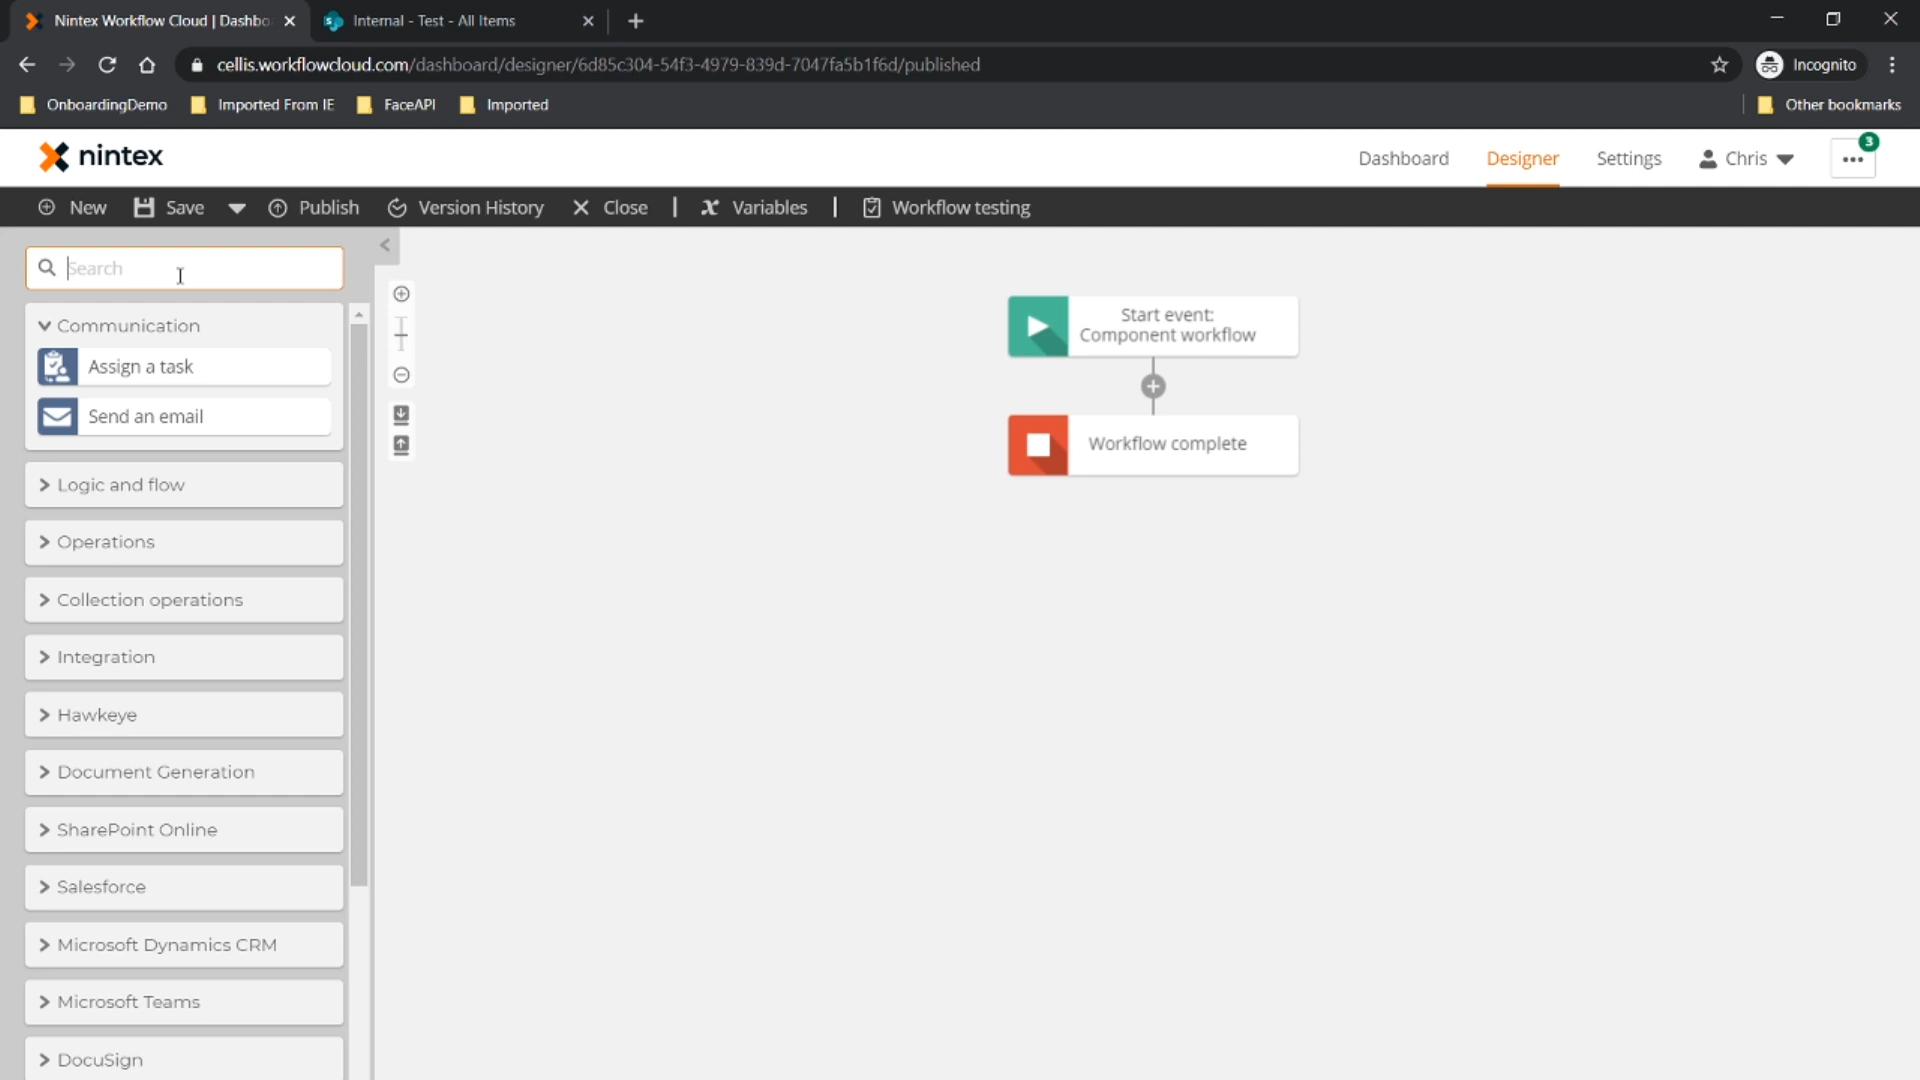 Nintex Workflow Cloud | Dashbo
Internal - Test - All Items
cellis.workflowcloud.com/dashboard/designer/6d85c304-54f3-4979-839d-7047fa5b1f6d/published
Incognito
OnboardingDemo
Imported From IE
FaceAPI
Imported
Other bookmarks
nintex
Dashboard
Designer
Settings
Chris
3
New
Save
Publish
Version History
Close
Variables
Workflow testing
Search
Communication
Assign a task
Send an email
Logic and flow
Operations
Collection operations
Integration
Hawkeye
Document Generation
SharePoint Online
Salesforce
Microsoft Dynamics CRM
Microsoft Teams
DocuSign
Start event:
Component workflow
Workflow complete